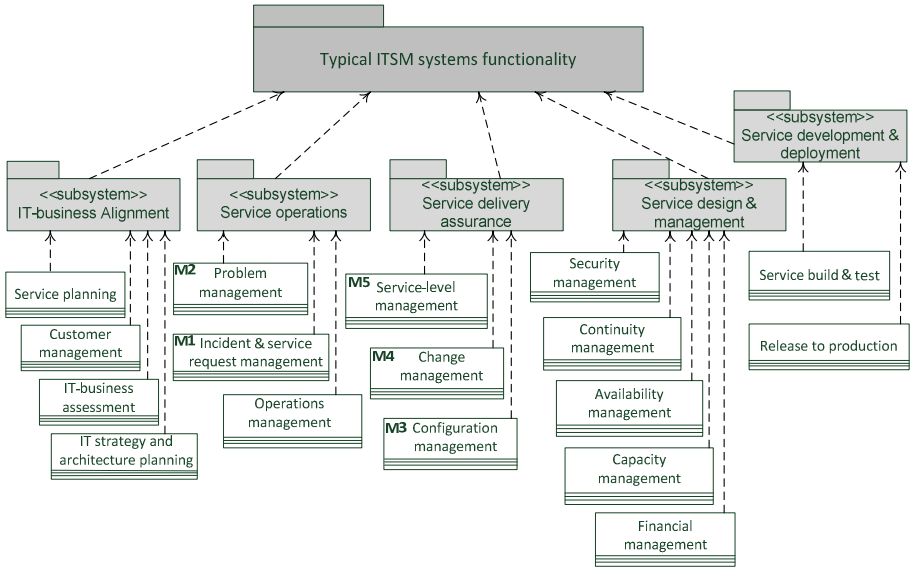 Typical ITSM systems functionality
<<subsystem>>
Service development &
deployment
<<subsystem>>
IT-business Alignment
<<subsystem>>
Service operations
<<subsystem>>
Service delivery
assurance
<<subsystem>>
Service design &
management
Service planning
Customer
management
IT-business
assessment
IT strategy and
architecture planning
M2 Problem
management
M1 Incident & service
request management
Operations
management
M5 Service-level
management
M4 Change
management
M3 Configuration
management
Security
management
Continuity
management
Availability
management
Capacity
management
Financial
management
Service build & test
Release to production